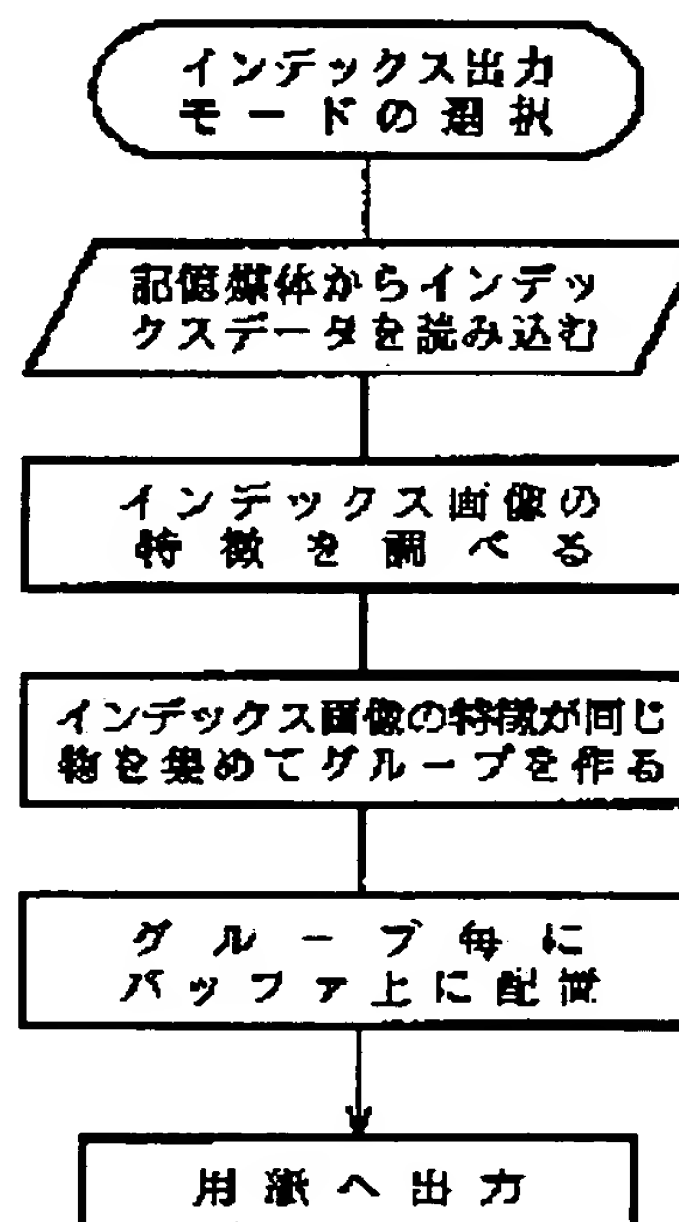 インデックス出力
モードの選択
記憶媒体からインデッ
クスデータを読み込む
インデックス画像の
特徴を調べる
インデックス画像の特徴が同じ
物を集めてグループを作る
グループ毎に
バッファ上に配置
用紙へ出力